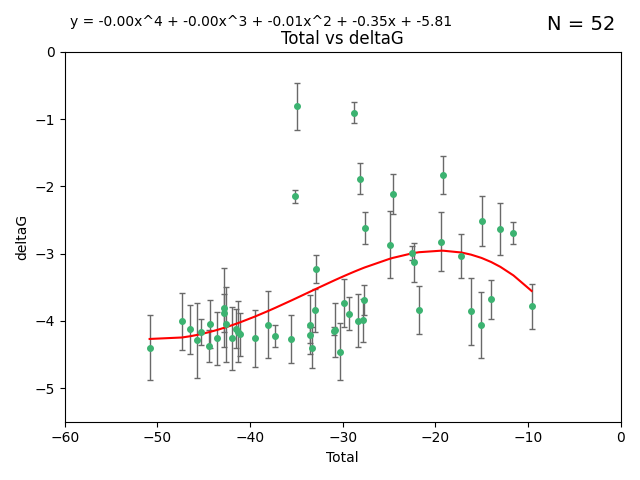 y = -0.00x^4 + -0.00x^3 + -0.01x^2 + -0.35x + -5.81
N = 52
Total vs deltaG
0
−1
−2
−3
−4
−5
deltaG
−60 −50 −40 −30 −20 −10 0
Total